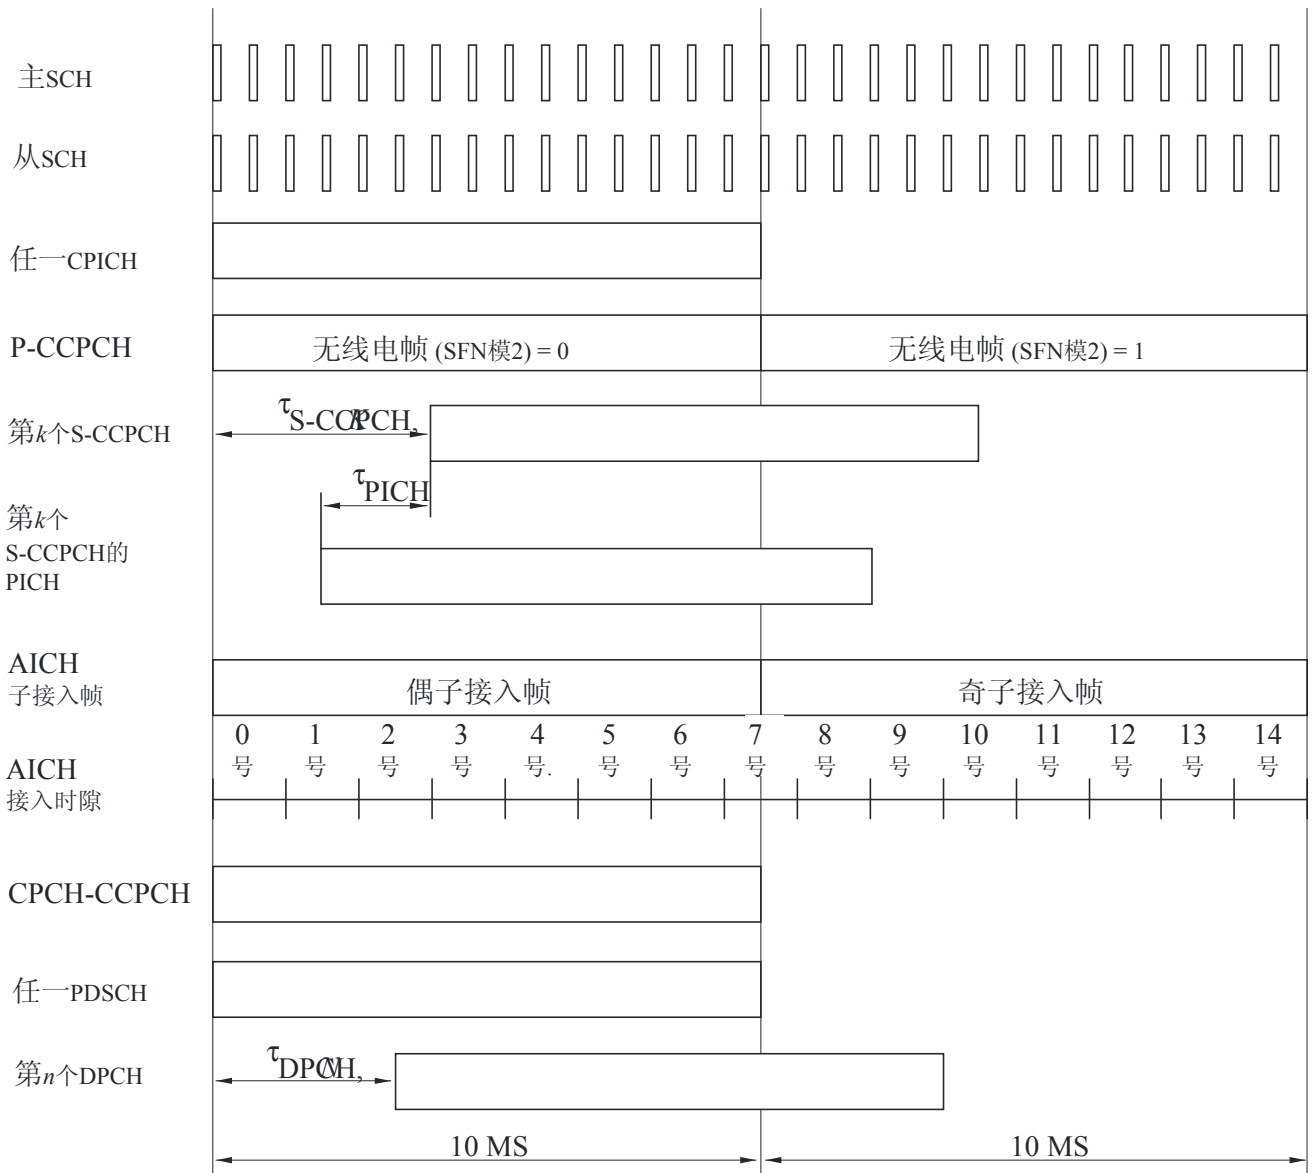 主SCH
从SCH
任一CPICH
P-CCPCH
无线电帧 (SFN模2) = 0
无线电帧 (SFN模2) = 1
第k个S-CCPCH
τS-CCPCH,k
τPICH
第k个
S-CCPCH的
PICH
AICH
子接入帧
偶子接入帧
奇子接入帧
AICH
接入时隙
0 1 2 3 4 5 6 7 8 9 10 11 12 13 14
号 号 号 号 号. 号 号 号 号 号 号 号 号 号 号
CPCH-CCPCH
任一PDSCH
第n个DPCH
τDPCH,N
10 MS
10 MS